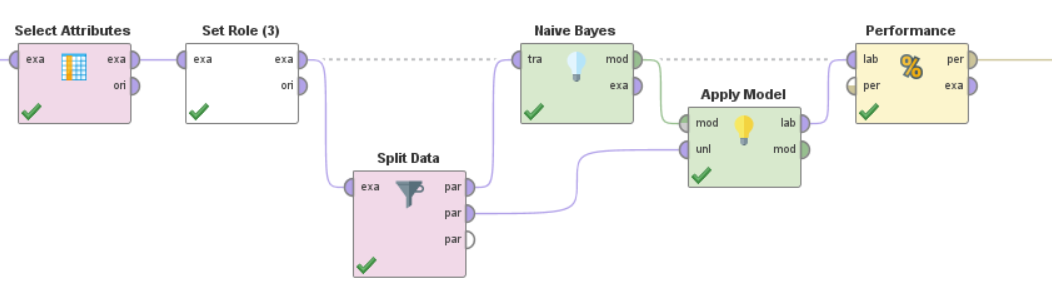 Select Attributes
exa exa
ori
Set Role (3)
exa exa
ori
Split Data
exa par
par
par
Naive Bayes
tra mod
exa
Apply Model
mod lab
unl mod
Performance
lab per
per exa
%